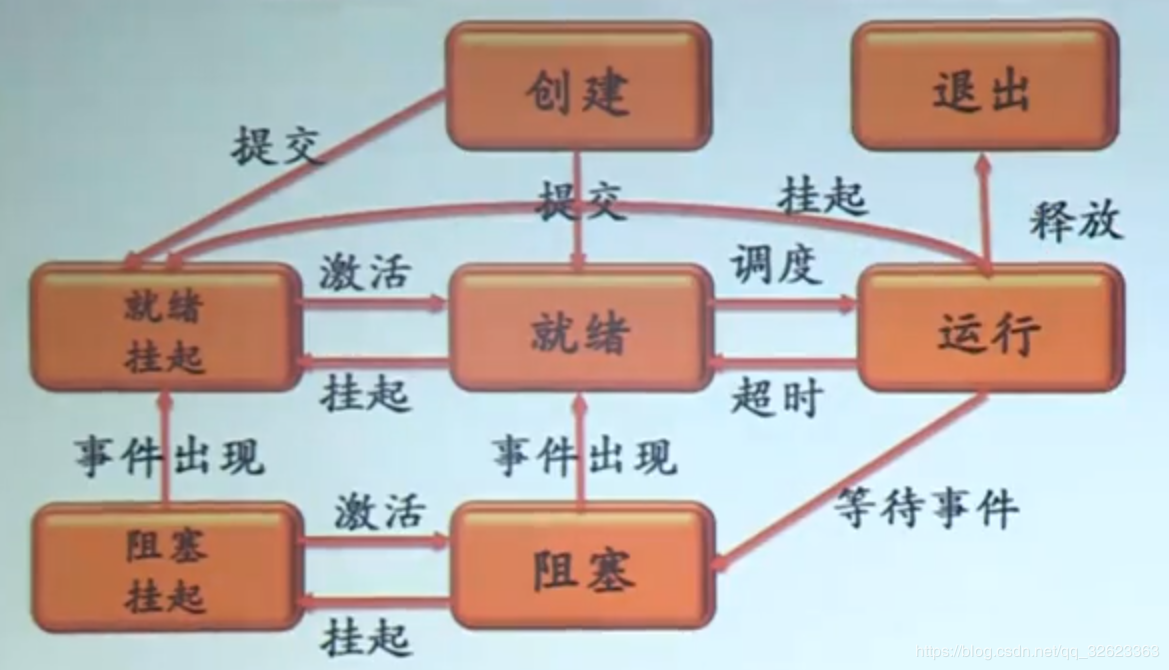 创建
退出
提交
提交
挂起
释放
激活
调度
就绪
挂起
就绪
运行
挂起
超时
事件出现
事件出现
等待事件
激活
阻塞
挂起
阻塞
挂起
https://blog.csdn.net/qq_32623363